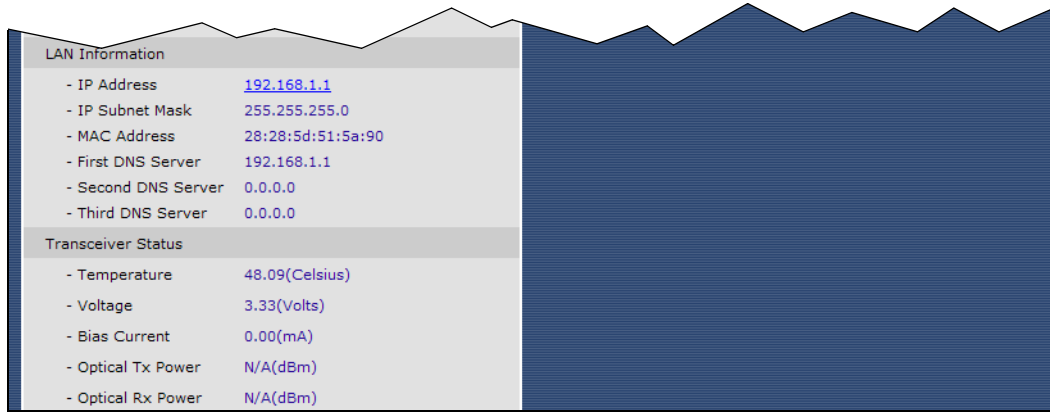 LAN Information
- IP Address 192.168.1.1
- IP Subnet Mask 255.255.255.0
- MAC Address 28:28:5d:51:5a:90
- First DNS Server 192.168.1.1
- Second DNS Server 0.0.0.0
- Third DNS Server 0.0.0.0
Transceiver Status
- Temperature 48.09(Celsius)
- Voltage 3.33(Volts)
- Bias Current 0.00(mA)
- Optical Tx Power N/A(dBm)
- Optical Rx Power N/A(dBm)